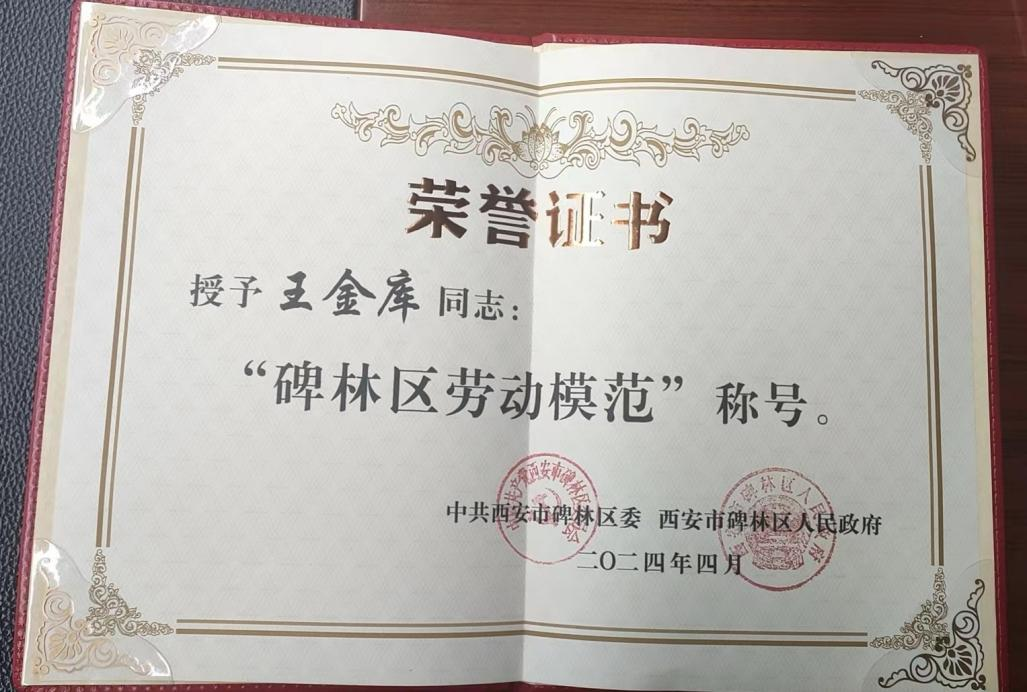 荣誉证书
授予 王金库 同志：
“碑林区劳动模范”称号。
中共西安市碑林区委 西安市碑林区人民政府
二〇二四年四月